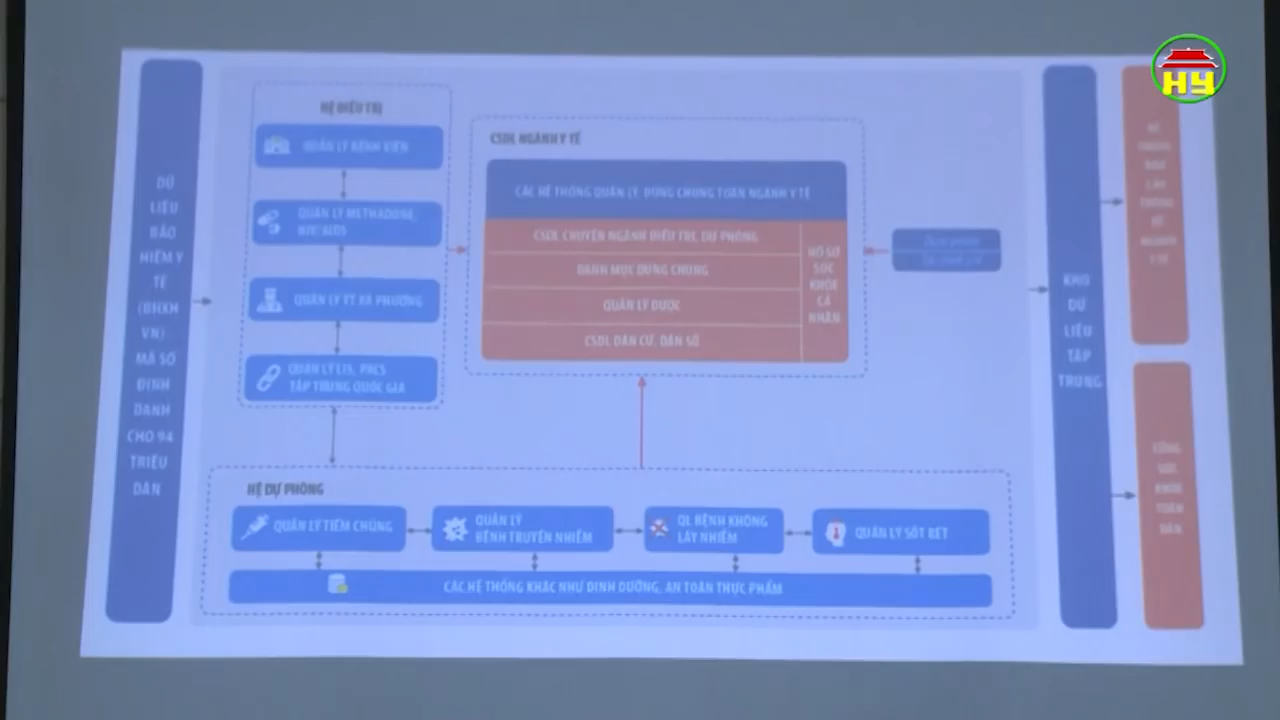 HY
DỮ
LIỆU
BẢO
HIỂM Y
TẾ
(BHXH
VN)
MÃ SỐ
ĐỊNH
DANH
CHO 94
TRIỆU
DÂN
HỆ ĐIỀU TRỊ
QUẢN LÝ BỆNH VIỆN
QUẢN LÝ METHADONE,
HIV/AIDS
QUẢN LÝ YT XÃ PHƯỜNG
QUẢN LÝ LIS, PACS
TẬP TRUNG QUỐC GIA
CSDL NGÀNH Y TẾ
CÁC HỆ THỐNG QUẢN LÝ, DÙNG CHUNG TOÀN NGÀNH Y TẾ
CSDL CHUYÊN NGÀNH ĐIỀU TRỊ, DỰ PHÒNG
DANH MỤC DÙNG CHUNG
QUẢN LÝ DƯỢC
CSDL DÂN CƯ, DÂN SỐ
HỒ SƠ
SỨC
KHỎE
CÁ
NHÂN
HỆ DỰ PHÒNG
QUẢN LÝ TIÊM CHỦNG
QUẢN LÝ
BỆNH TRUYỀN NHIỄM
QL BỆNH KHÔNG
LÂY NHIỄM
QUẢN LÝ SỐT RÉT
CÁC HỆ THỐNG KHÁC NHƯ DINH DƯỠNG, AN TOÀN THỰC PHẨM
KHO
DỮ
LIỆU
TẬP
TRUNG